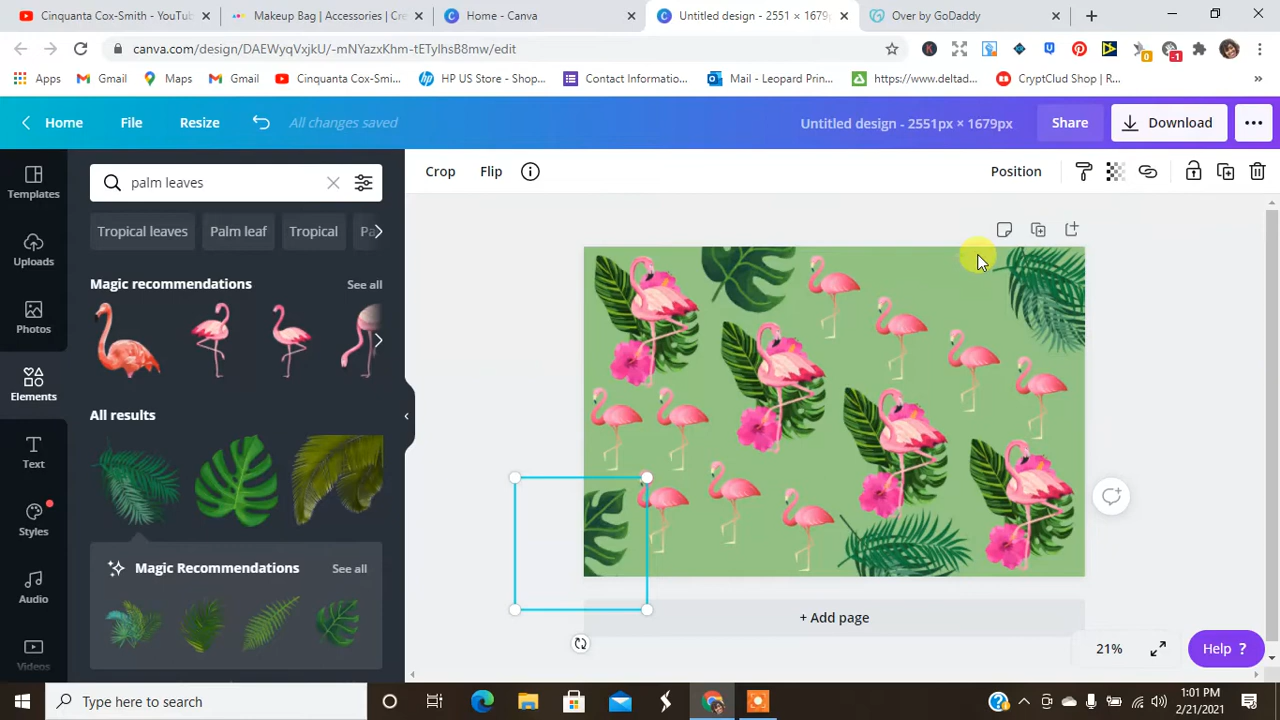 Cinquanta Cox-Smith - YouTu
Makeup Bag | Accessories | Cre
Home - Canva
Untitled design - 2551 × 1679p
Over by GoDaddy
canva.com/design/DAEWyqVxjkU/-mNYazxKhm-tETylhsB8mw/edit
Apps
Gmail
Maps
Gmail
Cinquanta Cox-Smi...
HP US Store - Shop...
Contact Informatio...
Mail - Leopard Prin...
https://www.deltad...
CryptClud Shop | R...
Home
File
Resize
All changes saved
Untitled design - 2551px × 1679px
Share
Download
Templates
Uploads
Photos
Elements
Text
Styles
Audio
Videos
palm leaves
Tropical leaves
Palm leaf
Tropical
Pa
Magic recommendations
See all
All results
Magic Recommendations
See all
Crop
Flip
Position
+ Add page
21%
Help ?
Type here to search
1:01 PM
2/21/2021